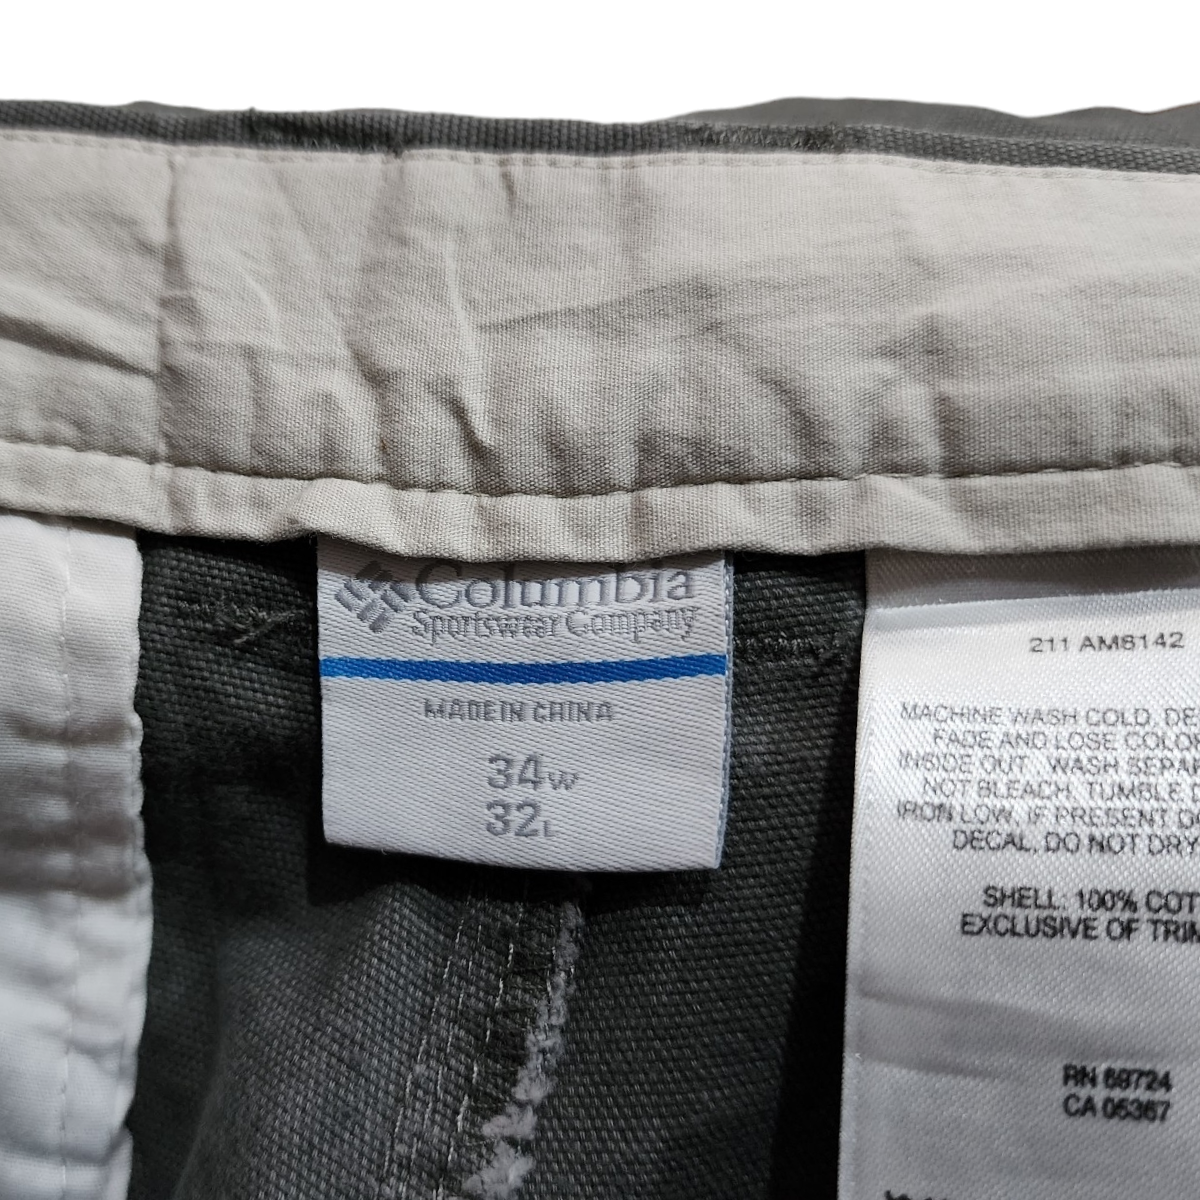 Columbia
Sportswear Company
MADE IN CHINA
34W
32L
211 AM8142
MACHINE WASH COLD, DE
FADE AND LOSE COLO
INSIDE OUT. WASH SEPAR
NOT BLEACH. TUMBLE
IRON LOW, IF PRESENT DO
DECAL, DO NOT DRY
SHELL: 100% COT
EXCLUSIVE OF TRIM
RN 69724
CA 05367